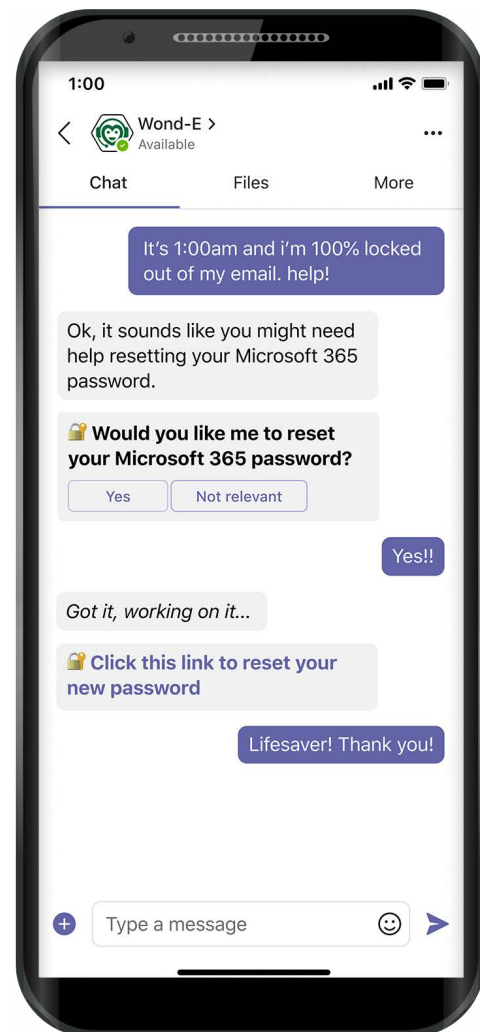 1:00
Wond-E >
Available
Chat Files More
It's 1:00am and i'm 100% locked
out of my email. help!
Ok, it sounds like you might need
help resetting your Microsoft 365
password.
Would you like me to reset
your Microsoft 365 password?
Yes Not relevant
Yes!!
Got it, working on it...
Click this link to reset your
new password
Lifesaver! Thank you!
Type a message